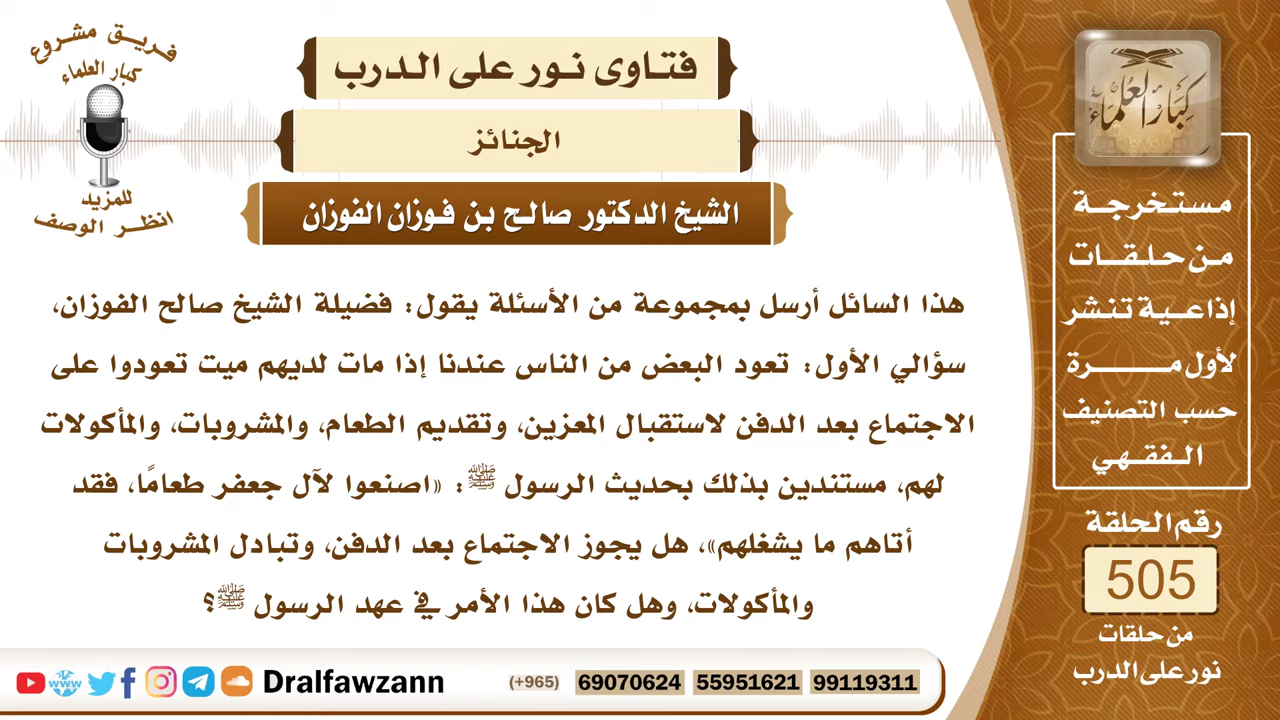 فريق مشروع
كبار العلماء
للمزيد
انظر الوصف
فتاوى نور على الدرب
الجنائز
الشيخ الدكتور صالح بن فوزان الفوزان
هذا السائل أرسل بمجموعة من الأسئلة يقول: فضيلة الشيخ صالح الفوزان،
سؤالي الأول: تعود البعض من الناس عندنا إذا مات لديهم ميت تعودوا على
الاجتماع بعد الدفن لاستقبال المعزين، وتقديم الطعام، والمشروبات، والمأكولات
لهم، مستندين بذلك بحديث الرسول ﷺ: «اصنعوا لآل جعفر طعامًا، فقد
أتاهم ما يشغلهم»، هل يجوز الاجتماع بعد الدفن، وتبادل المشروبات
والمأكولات، وهل كان هذا الأمر في عهد الرسول ﷺ؟
كبار العلماء
مستخرجة
من حلقات
إذاعية تنشر
لأول مرة
حسب التصنيف
الفقهي
رقم الحلقة
505
من حلقات
نور على الدرب
www Dralfawzann (+965) 69070624 55951621 99119311